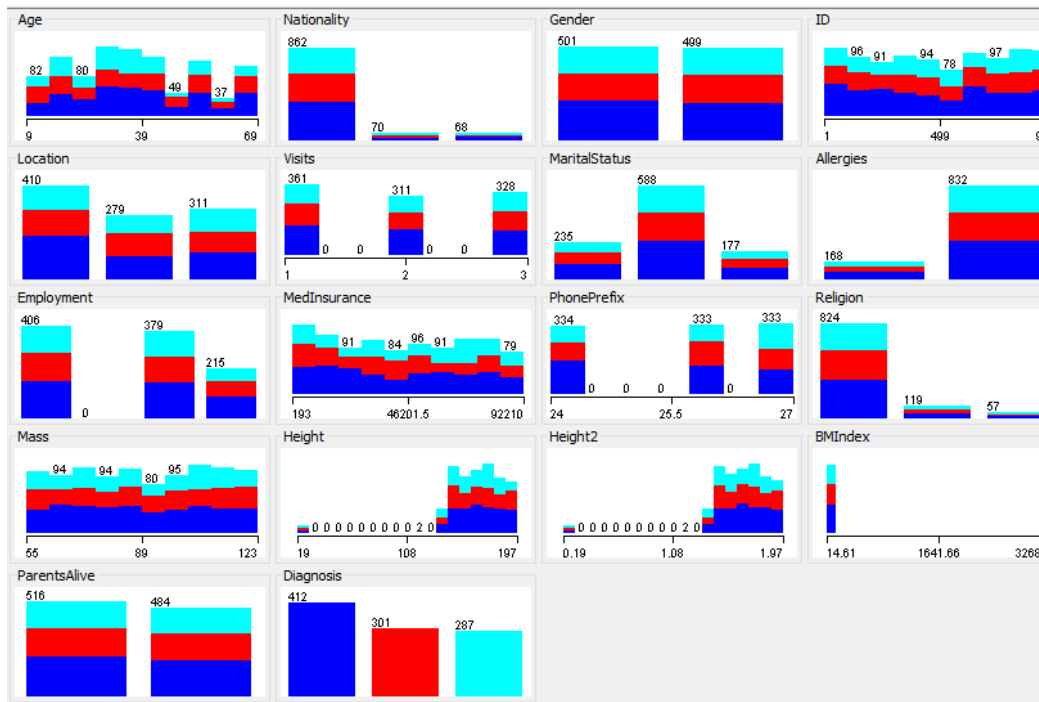 Age
82
80
49
37
9 39 69
Nationality
862
70
68
Gender
501
499
ID
96
91
94
78
97
1 499 9
Location
410
279
311
Visits
361
0 0
311
0 0
328
1 2 3
MaritalStatus
235
588
177
Allergies
168
832
Employment
406
0
379
215
MedInsurance
91
84
96
91
79
193 46201.5 92210
PhonePrefix
334
0 0 0
333
0
333
24 25.5 27
Religion
824
119
57
Mass
94
94
80
95
55 89 123
Height
0 0 0 0 0 0 0 0 0 2 0
19 108 197
Height2
0 0 0 0 0 0 0 0 0 2 0
0.19 1.08 1.97
BMIndex
14.61 1641.66 3268
ParentsAlive
516
484
Diagnosis
412
301
287